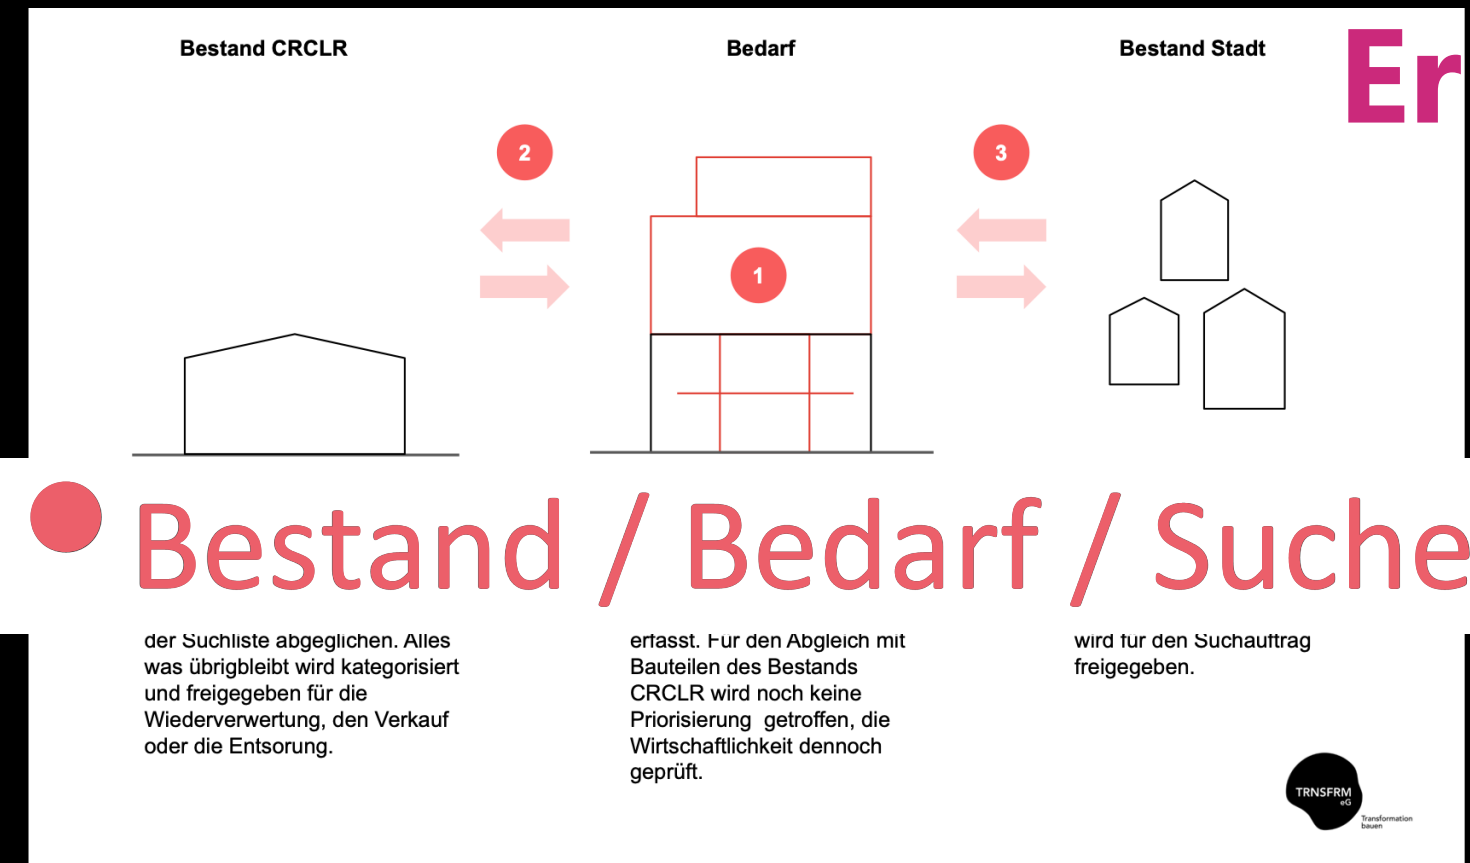 Bestand CRCLR
Bedarf
Bestand Stadt
Er
2
3
1
Bestand / Bedarf / Suche
der Suchliste abgeglichen. Alles
was übrigbleibt wird kategorisiert
und freigegeben für die
Wiederverwertung, den Verkauf
oder die Entsorung.
erfasst. Für den Abgleich mit
Bauteilen des Bestands
CRCLR wird noch keine
Priorisierung getroffen, die
Wirtschaftlichkeit dennoch
geprüft.
wird für den Suchauftrag
freigegeben.
TRNSFRM
eG
Transformation
bauen